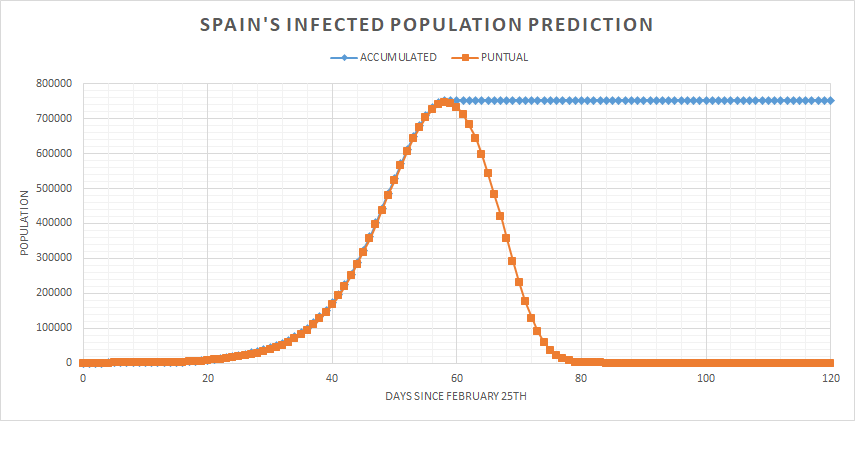 SPAIN'S INFECTED POPULATION PREDICTION
ACCUMULATED PUNTUAL
800000
700000
600000
500000
400000
300000
200000
100000
0
POPULATION
0 20 40 60 80 100 120
DAYS SINCE FEBRUARY 25TH